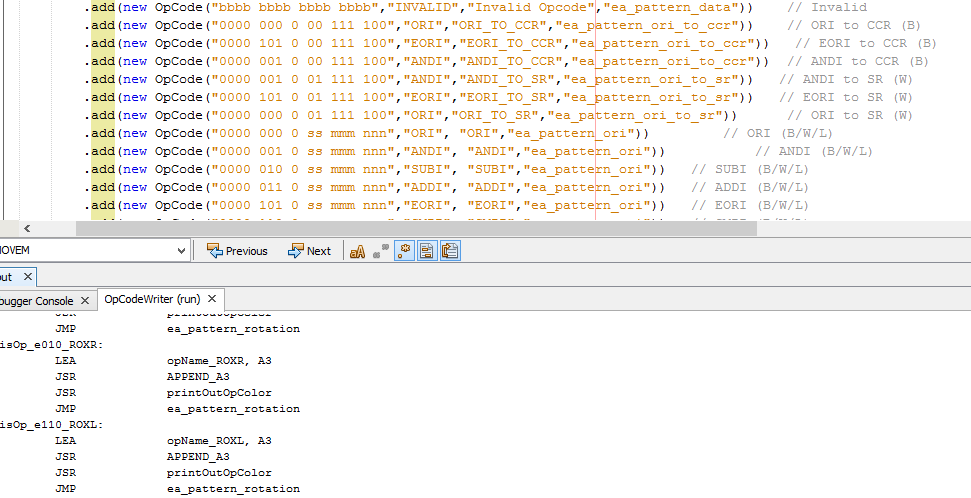 .add(new OpCode("bbbb bbbb bbbb bbbb","INVALID","Invalid Opcode","ea_pattern_data"))    // Invalid
.add(new OpCode("0000 000 0 00 111 100","ORI","ORI_TO_CCR","ea_pattern_ori_to_ccr"))    // ORI to CCR (B)
.add(new OpCode("0000 101 0 00 111 100","EORI","EORI_TO_CCR","ea_pattern_ori_to_ccr"))   // EORI to CCR (B)
.add(new OpCode("0000 001 0 00 111 100","ANDI","ANDI_TO_CCR","ea_pattern_ori_to_ccr"))  // ANDI to CCR (B)
.add(new OpCode("0000 001 0 01 111 100","ANDI","ANDI_TO_SR","ea_pattern_ori_to_sr"))   // ANDI to SR (W)
.add(new OpCode("0000 101 0 01 111 100","EORI","EORI_TO_SR","ea_pattern_ori_to_sr"))   // EORI to SR (W)
.add(new OpCode("0000 000 0 01 111 100","ORI","ORI_TO_SR","ea_pattern_ori_to_sr"))      // ORI to SR (W)
.add(new OpCode("0000 000 0 ss mmm nnn","ORI", "ORI","ea_pattern_ori"))         // ORI (B/W/L)
.add(new OpCode("0000 001 0 ss mmm nnn","ANDI", "ANDI","ea_pattern_ori"))           // ANDI (B/W/L)
.add(new OpCode("0000 010 0 ss mmm nnn","SUBI", "SUBI","ea_pattern_ori"))   // SUBI (B/W/L)
.add(new OpCode("0000 011 0 ss mmm nnn","ADDI", "ADDI","ea_pattern_ori"))   // ADDI (B/W/L)
.add(new OpCode("0000 101 0 ss mmm nnn","EORI", "EORI","ea_pattern_ori"))   // EORI (B/W/L)
MOVEM Previous Next
out
bugger Console OpCodeWriter (run)
JSR printOutOpColor
JMP ea_pattern_rotation
isOp_e010_ROXR:
LEA opName_ROXR, A3
JSR APPEND_A3
JSR printOutOpColor
JMP ea_pattern_rotation
isOp_e110_ROXL:
LEA opName_ROXL, A3
JSR APPEND_A3
JSR printOutOpColor
JMP ea_pattern_rotation